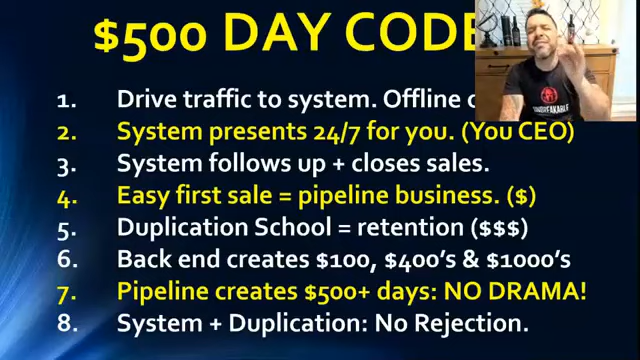 $500 DAY CODE
1. Drive traffic to system. Offline
2. System presents 24/7 for you. (You CEO)
3. System follows up + closes sales.
4. Easy first sale = pipeline business. ($)
5. Duplication School = retention ($$$)
6. Back end creates $100, $400's & $1000's
7. Pipeline creates $500+ days: NO DRAMA!
8. System + Duplication: No Rejection.